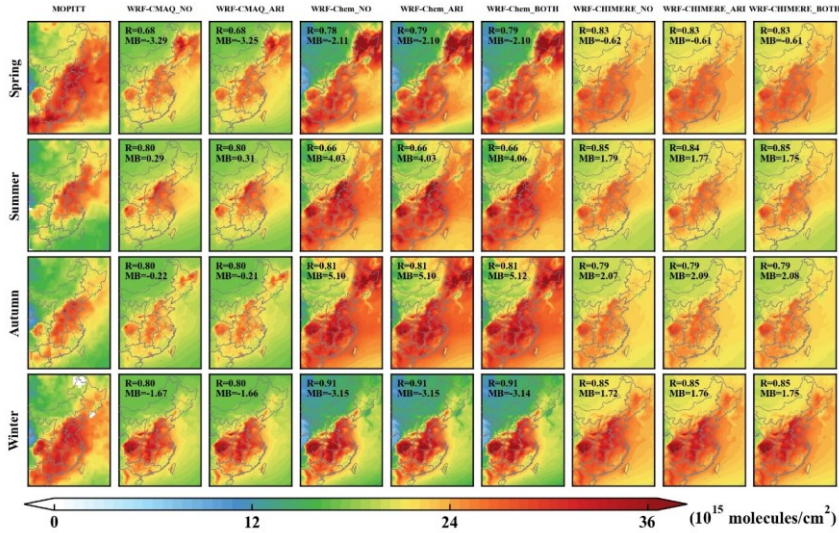 MOPITT WRF-CMAQ_NO WRF-CMAQ_ARI WRF-Chem_NO WRF-Chem_ARI WRF-Chem_BOTH WRF-CHIMERE_NO WRF-CHIMERE_ARI WRF-CHIMERE_BOTH
Spring
R=0.68 R=0.68 R=0.78 R=0.79 R=0.79 R=0.83 R=0.83 R=0.83
MB=-3.29 MB=-3.25 MB=-2.11 MB=-2.10 MB=-2.10 MB=-0.62 MB=-0.61 MB=-0.61
Summer
R=0.80 R=0.80 R=0.66 R=0.66 R=0.66 R=0.85 R=0.84 R=0.85
MB=0.29 MB=0.31 MB=4.03 MB=4.03 MB=4.06 MB=1.79 MB=1.77 MB=1.75
Autumn
R=0.80 R=0.80 R=0.81 R=0.81 R=0.81 R=0.79 R=0.79 R=0.79
MB=-0.22 MB=-0.21 MB=5.10 MB=5.10 MB=5.12 MB=2.07 MB=2.09 MB=2.08
Winter
R=0.80 R=0.80 R=0.91 R=0.91 R=0.91 R=0.85 R=0.85 R=0.85
MB=-1.67 MB=-1.66 MB=-3.15 MB=-3.15 MB=-3.14 MB=1.72 MB=1.76 MB=1.75
0 12 24 36 (10¹⁵ molecules/cm²)